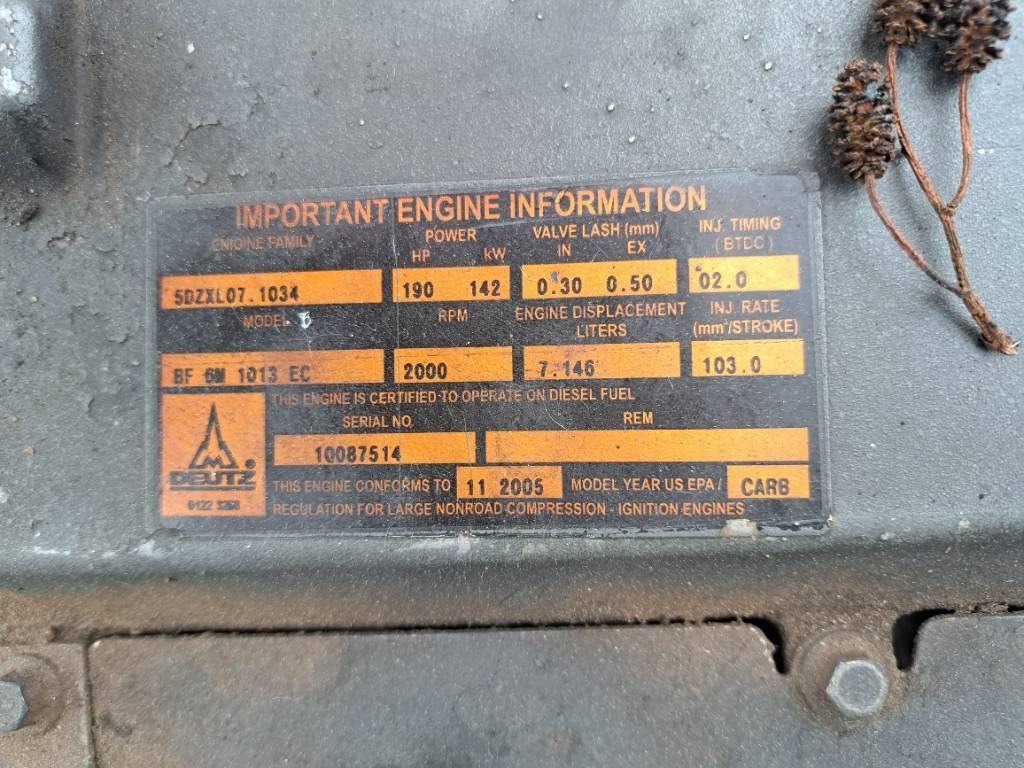 IMPORTANT ENGINE INFORMATION
ENGINE FAMILY POWER VALVE LASH (mm) INJ. TIMING
HP kW IN EX (BTDC)
5DZXL07.1034 190 142 0.30 0.50 02.0
MODEL RPM ENGINE DISPLACEMENT LITERS INJ. RATE (mm³/STROKE)
BF 6M 1013 EC 2000 7.146 103.0
THIS ENGINE IS CERTIFIED TO OPERATE ON DIESEL FUEL
SERIAL NO. REM
10087514
DEUTZ ®
0122 3268
THIS ENGINE CONFORMS TO 11 2005 MODEL YEAR US EPA / CARB
REGULATION FOR LARGE NONROAD COMPRESSION - IGNITION ENGINES